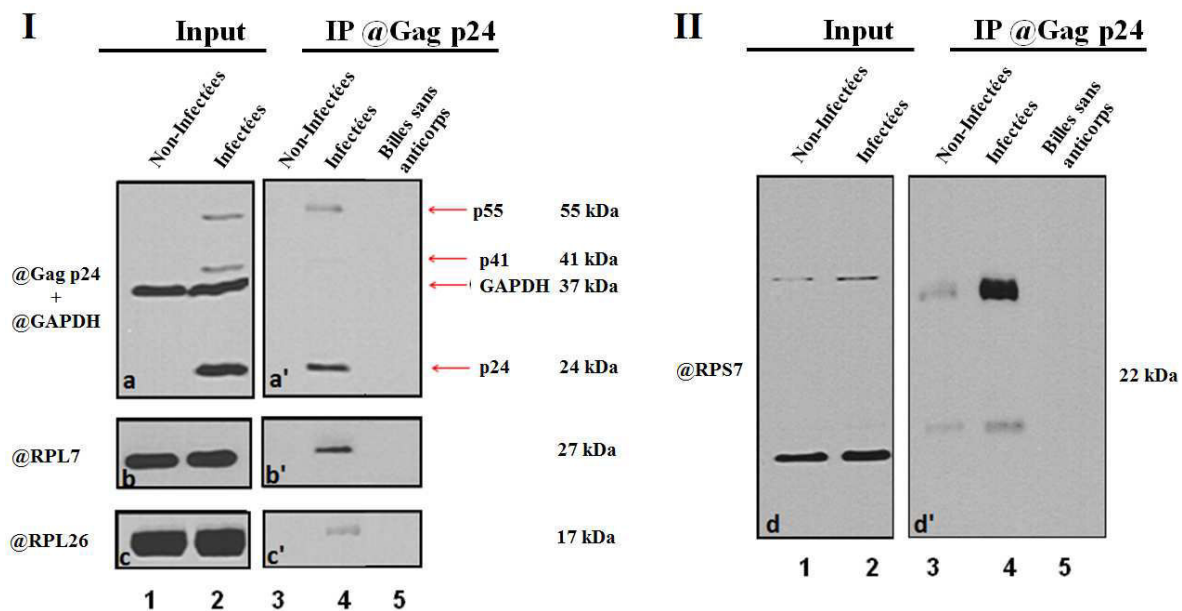 I
Input
IP @Gag p24
Non-Infectées
Infectées
Non-Infectées
Infectées
Billes sans
anticorps
@Gag p24
+
@GAPDH
a
a'
p55 55 kDa
p41 41 kDa
GAPDH 37 kDa
p24 24 kDa
@RPL7
b
b'
27 kDa
@RPL26
c
c'
17 kDa
1 2 3 4 5
II
Input
IP @Gag p24
Non-Infectées
Infectées
Non-Infectées
Infectées
Billes sans
anticorps
@RPS7
22 kDa
d
d'
1 2 3 4 5